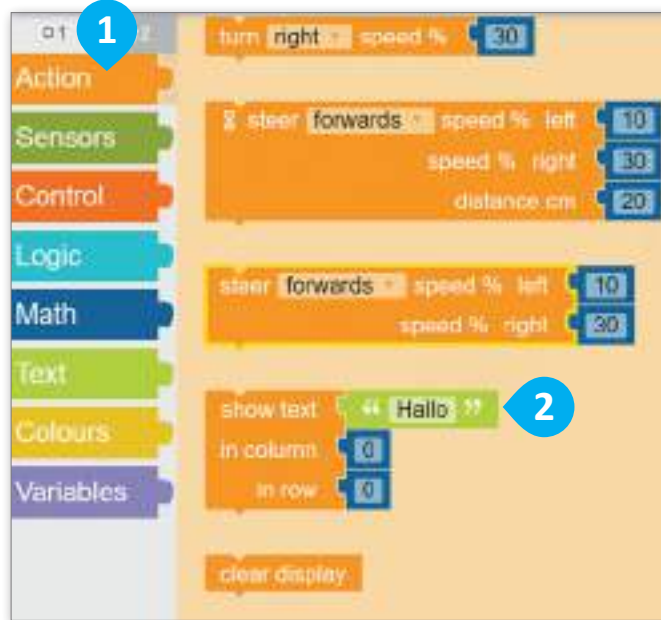 1
Action
Sensors
Control
Logic
Math
Text
Colours
Variables
turn right speed % 30
steer forwards speed % left 10
speed % right 30
distance cm 20
steer forwards speed % left 10
speed % right 30
show text “ Hallo ” 2
in column 0
in row 0
clear display